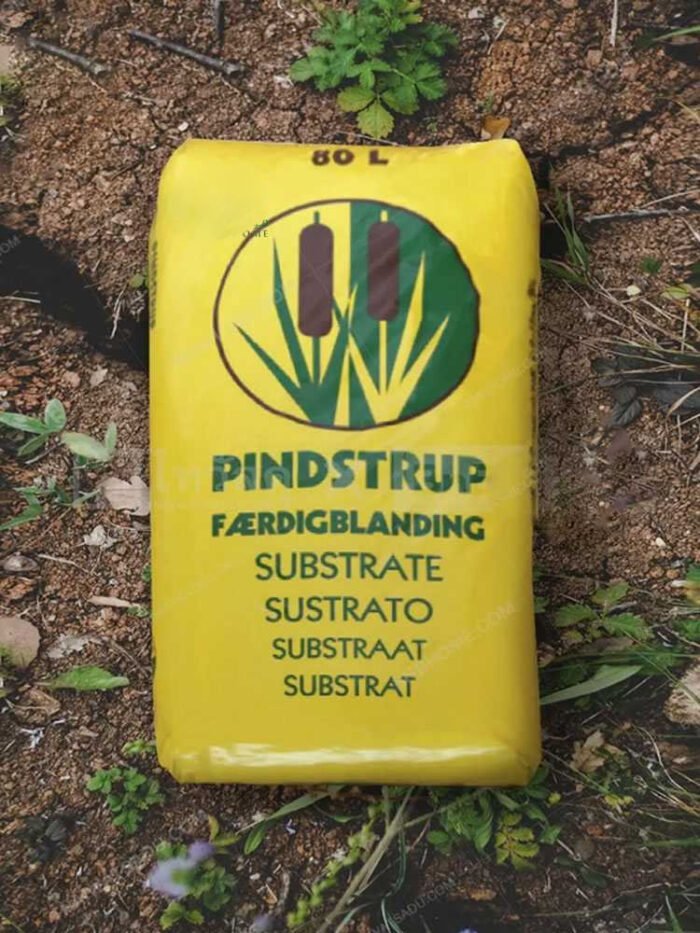 80 L
PINDSTRUP
FÆRDIGBLANDING
SUBSTRATE
SUSTRATO
SUBSTRAAT
SUBSTRAT